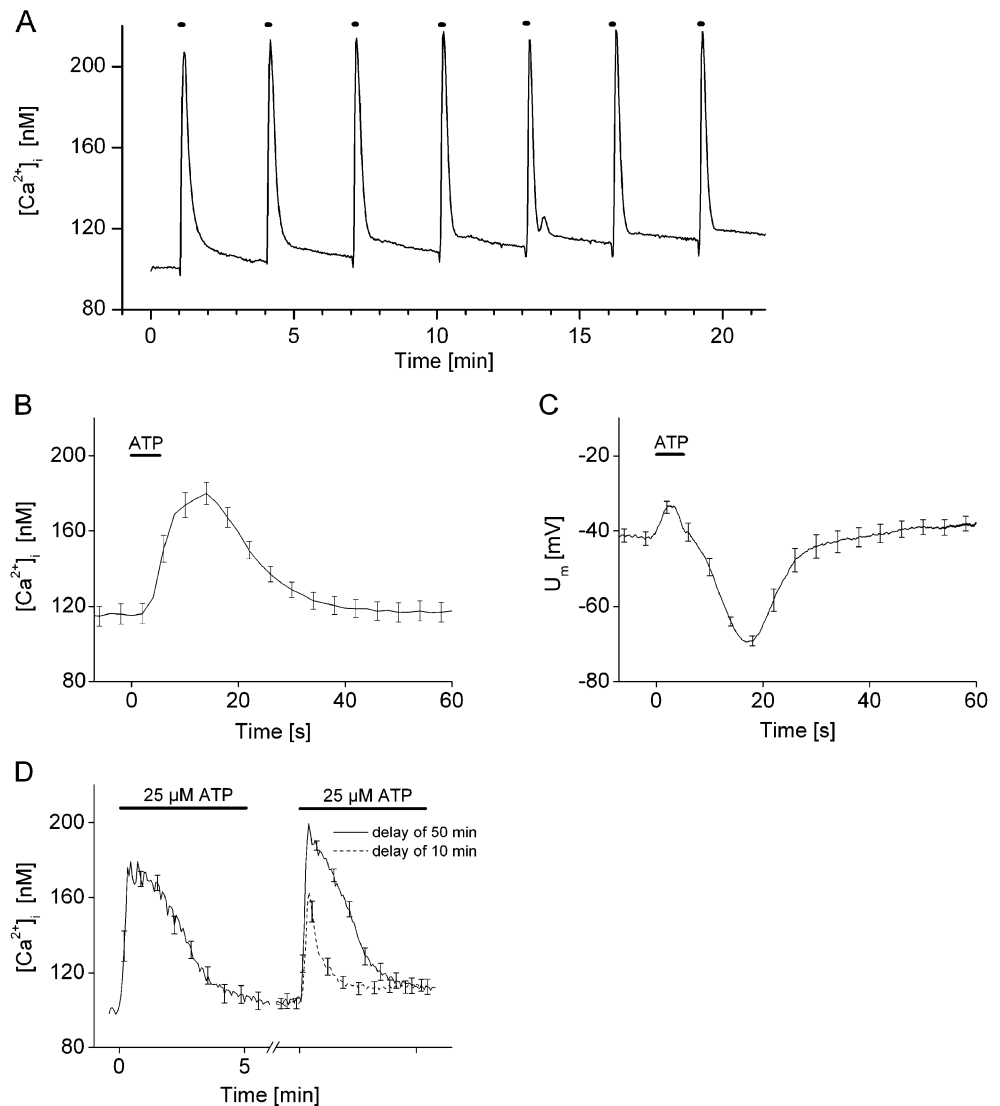 A
[Ca²⁺]ᵢ [nM]
200
160
120
80
0 5 10 15 20
Time [min]
B
ATP
[Ca²⁺]ᵢ [nM]
200
160
120
80
0 20 40 60
Time [s]
C
ATP
Uₘ [mV]
-20
-40
-60
-80
0 20 40 60
Time [s]
D
25 µM ATP 25 µM ATP
delay of 50 min
delay of 10 min
[Ca²⁺]ᵢ [nM]
200
160
120
80
0 5
Time [min]